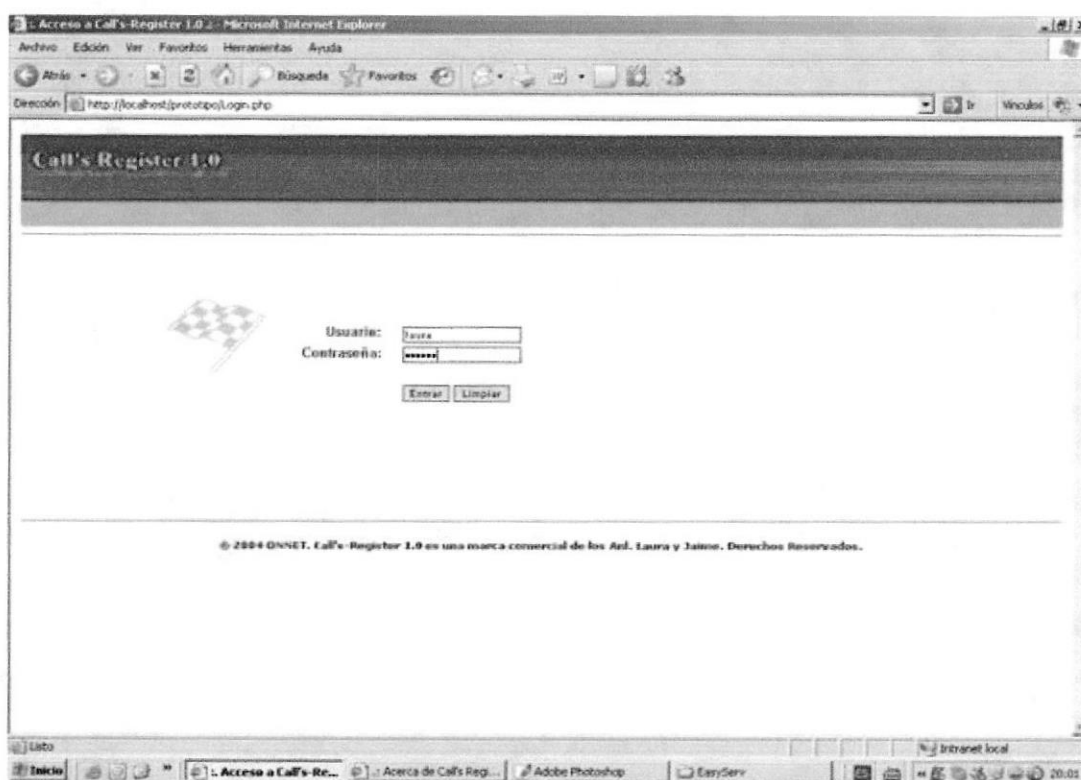 :. Acceso a Call's-Register 1.0 .: - Microsoft Internet Explorer
Archivo Edición Ver Favoritos Herramientas Ayuda
Atrás Búsqueda Favoritos
Dirección http://localhost/prototipo/Login.php Ir Vínculos
Call's Register 1.0
Usuario: laura
Contraseña: ••••••
Entrar Limpiar
© 2004 ONNET. Call's-Register 1.0 es una marca comercial de los Anl. Laura y Jaime. Derechos Reservados.
Listo Intranet local
Inicio » :. Acceso a Call's-Re... .: Acerca de Call's Regi... Adobe Photoshop EasyServ «